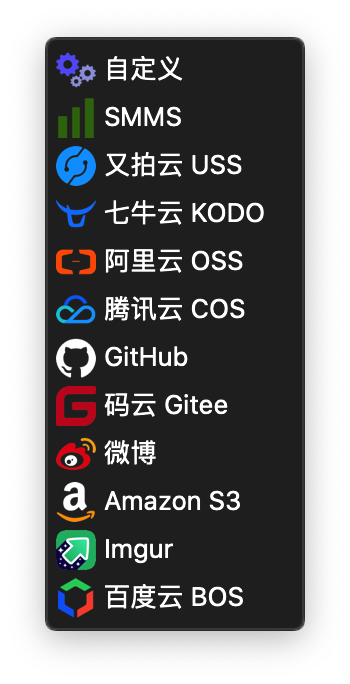 自定义
SMMS
又拍云 USS
七牛云 KODO
阿里云 OSS
腾讯云 COS
GitHub
码云 Gitee
微博
Amazon S3
Imgur
百度云 BOS